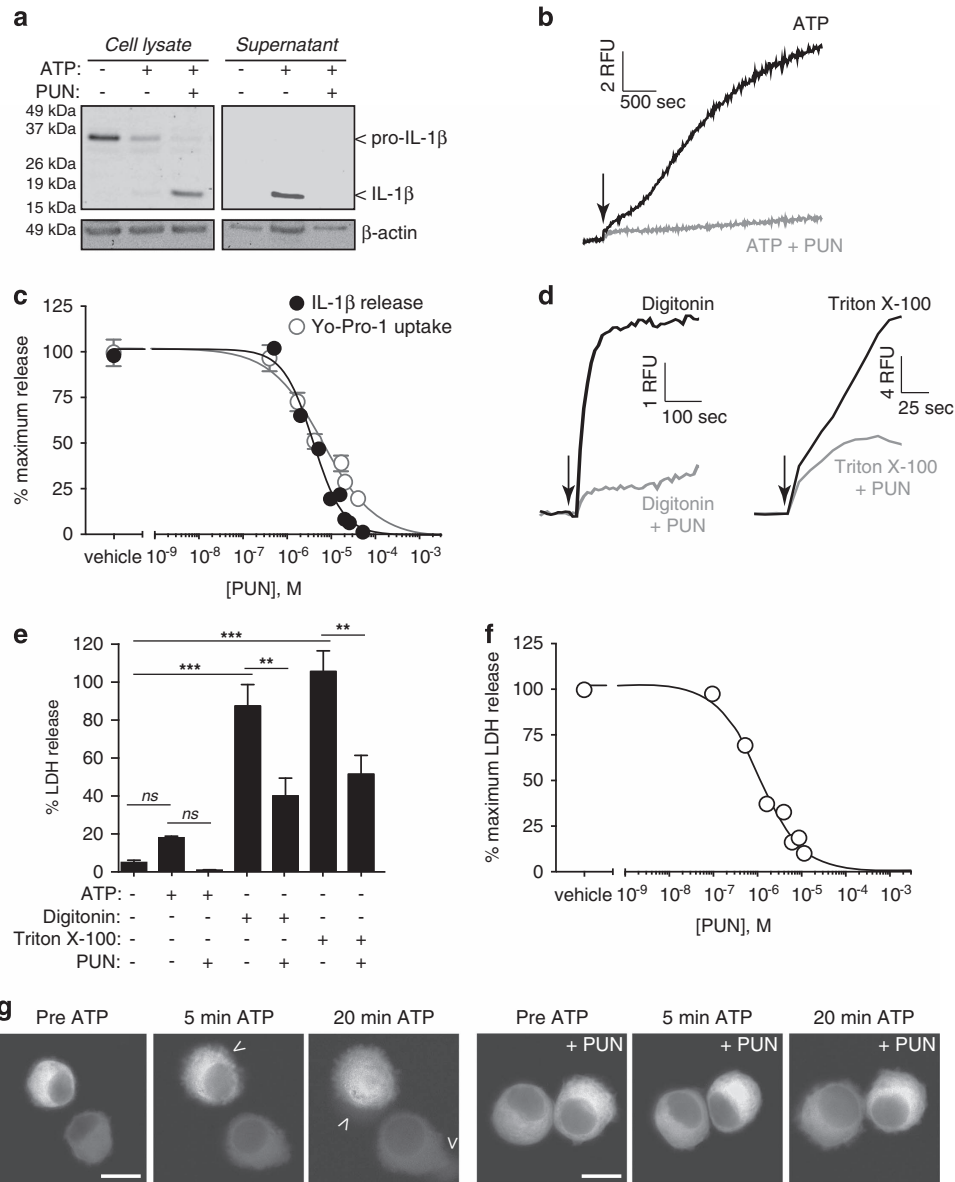 a
Cell lysate Supernatant
ATP: - + + - + +
PUN: - - + - - +
49 kDa
37 kDa
< pro-IL-1β
26 kDa
19 kDa
< IL-1β
15 kDa
49 kDa
β-actin
b
ATP
2 RFU
500 sec
ATP + PUN
c
IL-1β release
Yo-Pro-1 uptake
% maximum release
125
100
75
50
25
0
vehicle 10-9 10-8 10-7 10-6 10-5 10-4 10-3
[PUN], M
d
Digitonin
1 RFU
100 sec
Digitonin
+ PUN
Triton X-100
4 RFU
25 sec
Triton X-100
+ PUN
e
% LDH release
120
100
80
60
40
20
0
*** **
*** **
ns
ns
ATP: - + + - - - -
Digitonin: - - - + + - -
Triton X-100: - - - - - + +
PUN: - - + - + - +
f
% maximum LDH release
125
100
75
50
25
0
vehicle 10-9 10-8 10-7 10-6 10-5 10-4 10-3
[PUN], M
g
Pre ATP 5 min ATP 20 min ATP Pre ATP 5 min ATP 20 min ATP
+ PUN + PUN + PUN